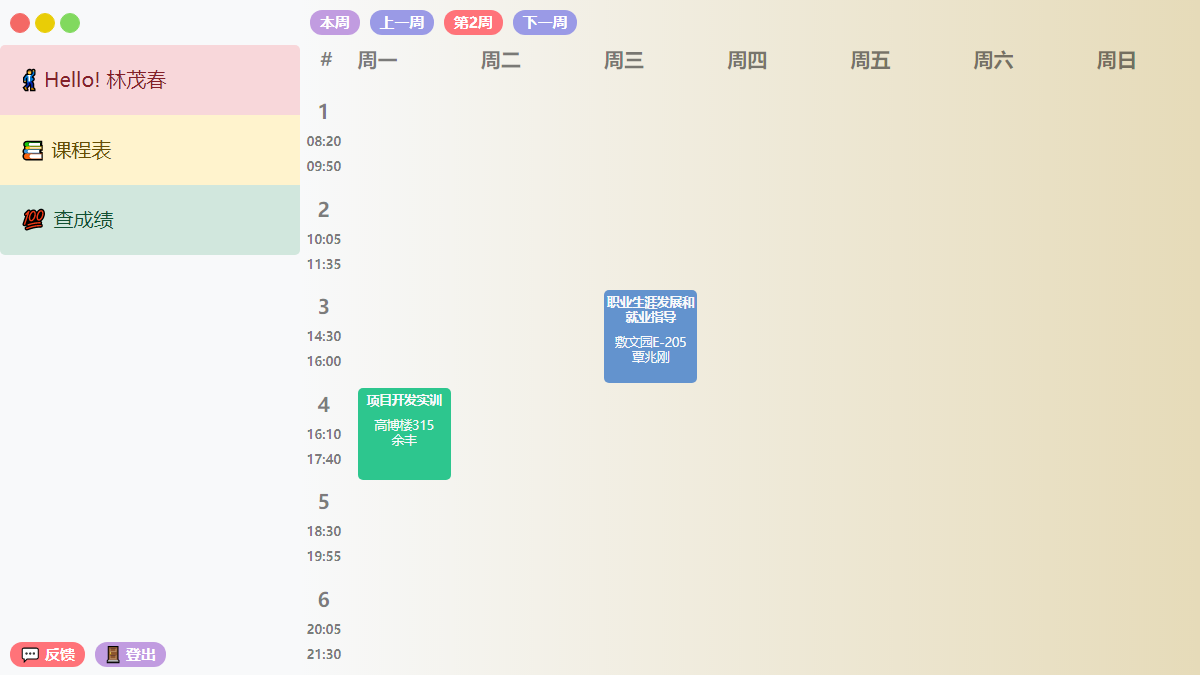 Hello! 林茂春
课程表
查成绩
反馈
登出
本周
上一周
第2周
下一周
# 周一 周二 周三 周四 周五 周六 周日
1
08:20
09:50
2
10:05
11:35
3
14:30
16:00
职业生涯发展和
就业指导
敷文园E-205
覃兆刚
4
16:10
17:40
项目开发实训
高博楼315
余丰
5
18:30
19:55
6
20:05
21:30